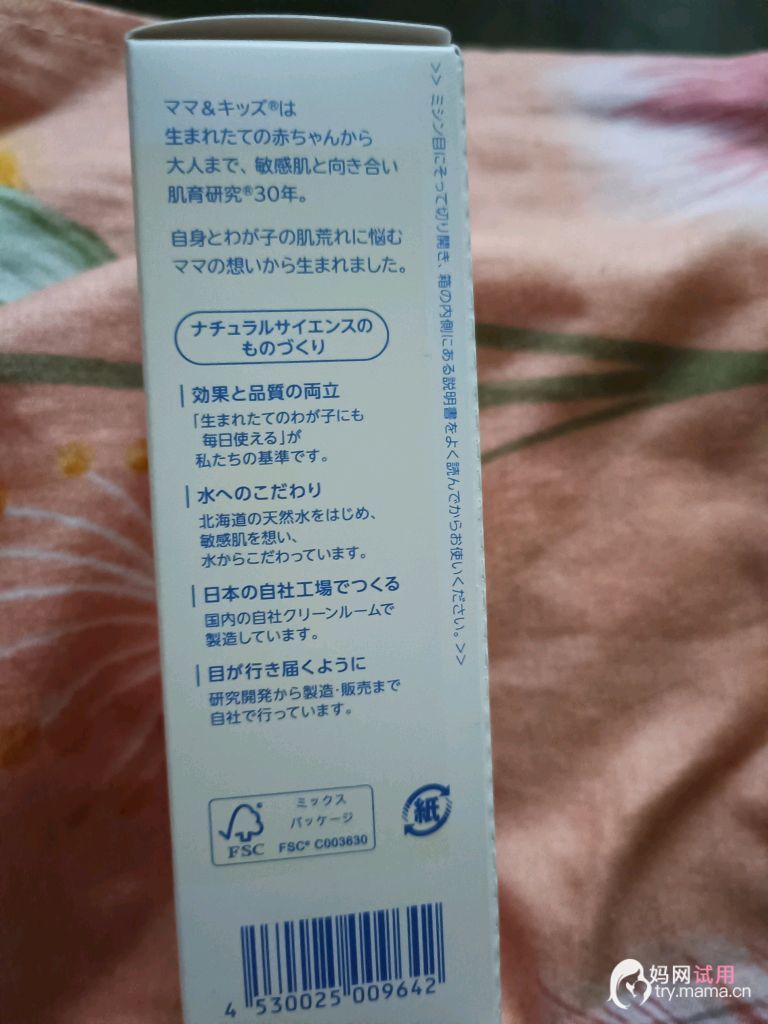 ママ&キッズ®は
生まれたての赤ちゃんから
大人まで、敏感肌と向き合い
肌育研究®30年。
自身とわが子の肌荒れに悩む
ママの想いから生まれました。
ナチュラルサイエンスの
ものづくり
効果と品質の両立
「生まれたてのわが子にも
毎日使える」が
私たちの基準です。
水へのこだわり
北海道の天然水をはじめ、
敏感肌を想い、
水からこだわっています。
日本の自社工場でつくる
国内の自社クリーンルームで
製造しています。
目が行き届くように
研究開発から製造・販売まで
自社で行っています。
>> ミシン目にそって切り開き、箱の内側にある説明書をよく読んでからお使いください。>>
FSC
ミックス
パッケージ
FSC® C003630
紙
4 530025 009642
妈网试用
try.mama.cn